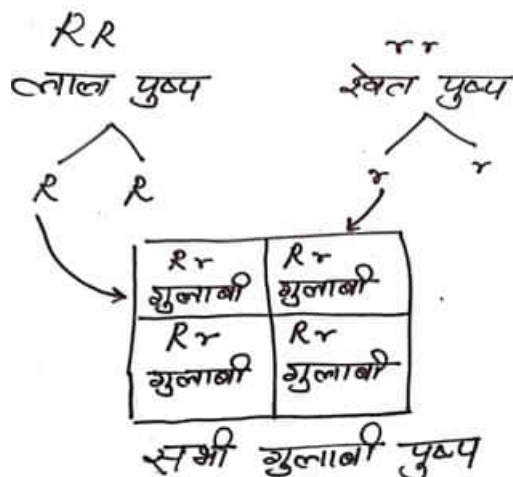 RR rr
लाल पुष्प श्वेत पुष्प
R R r r
Rr Rr
गुलाबी गुलाबी
Rr Rr
गुलाबी गुलाबी
सभी गुलाबी पुष्प